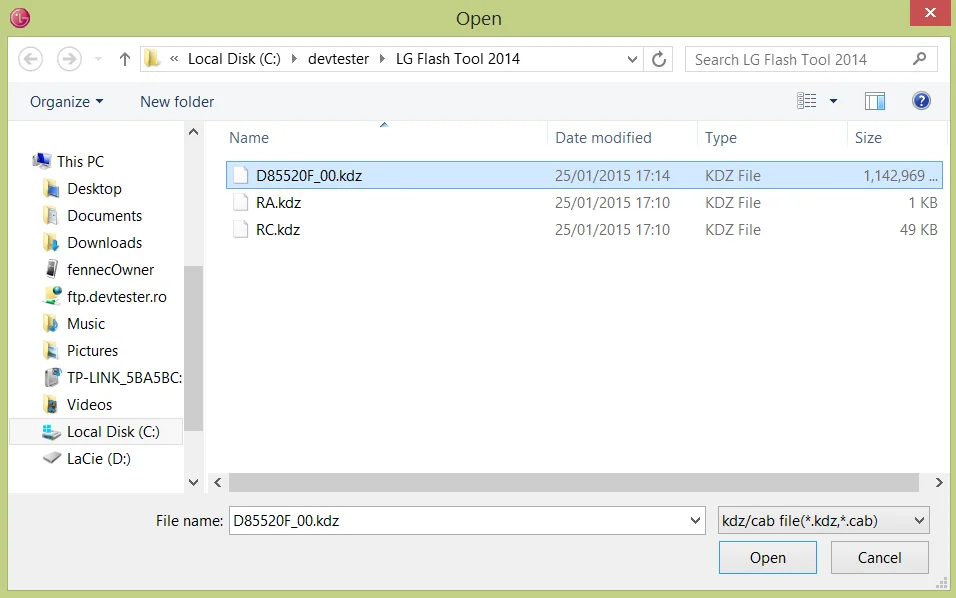 Open
« Local Disk (C:) devtester LG Flash Tool 2014
Search LG Flash Tool 2014
Organize New folder
Name Date modified Type Size
This PC
Desktop
Documents
Downloads
fennecOwner
ftp.devtester.ro
Music
Pictures
TP-LINK_5BA5BC:
Videos
Local Disk (C:)
LaCie (D:)
D85520F_00.kdz 25/01/2015 17:14 KDZ File 1,142,969 ...
RA.kdz 25/01/2015 17:10 KDZ File 1 KB
RC.kdz 25/01/2015 17:10 KDZ File 49 KB
File name: D85520F_00.kdz kdz/cab file(*.kdz,*.cab)
Open Cancel